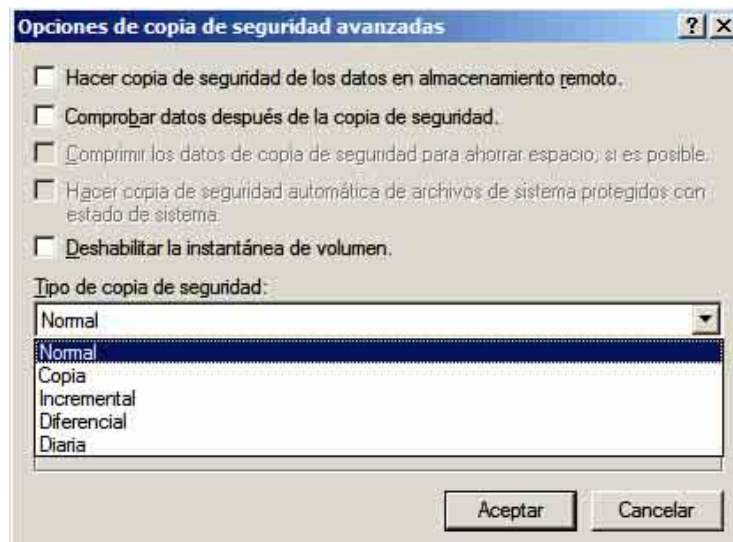 Opciones de copia de seguridad avanzadas
Hacer copia de seguridad de los datos en almacenamiento remoto.
Comprobar datos después de la copia de seguridad.
Comprimir los datos de copia de seguridad para ahorrar espacio, si es posible.
Hacer copia de seguridad automática de archivos de sistema protegidos con
estado de sistema.
Deshabilitar la instantánea de volumen.
Tipo de copia de seguridad:
Normal
Normal
Copia
Incremental
Diferencial
Diaria
Aceptar Cancelar